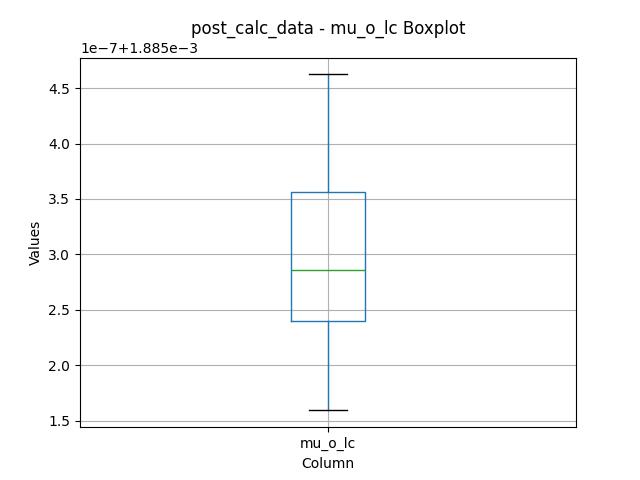 post_calc_data - mu_o_lc Boxplot
1e−7+1.885e−3
4.5
4.0
3.5
3.0
2.5
2.0
1.5
Values
mu_o_lc
Column